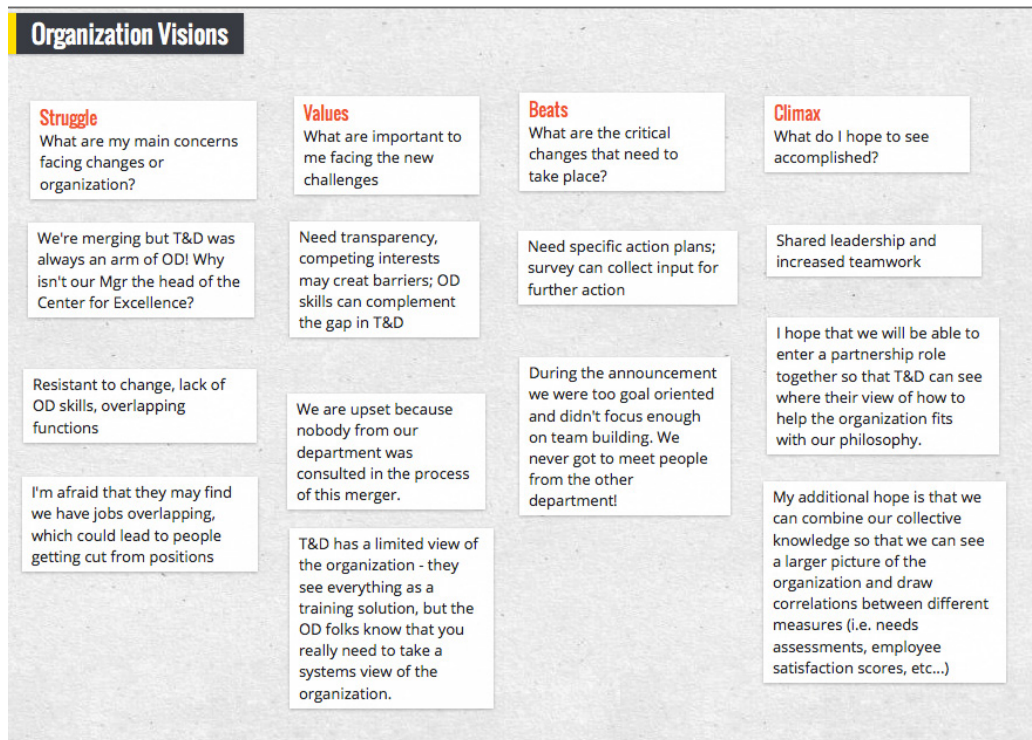 Organization Visions
Struggle
What are my main concerns
facing changes or
organization?
We're merging but T&D was
always an arm of OD! Why
isn't our Mgr the head of the
Center for Excellence?
Resistant to change, lack of
OD skills, overlapping
functions
I'm afraid that they may find
we have jobs overlapping,
which could lead to people
getting cut from positions
Values
What are important to
me facing the new
challenges
Need transparency,
competing interests
may creat barriers; OD
skills can complement
the gap in T&D
We are upset because
nobody from our
department was
consulted in the process
of this merger.
T&D has a limited view of
the organization - they
see everything as a
training solution, but the
OD folks know that you
really need to take a
systems view of the
organization.
Beats
What are the critical
changes that need to
take place?
Need specific action plans;
survey can collect input for
further action
During the announcement
we were too goal oriented
and didn't focus enough
on team building. We
never got to meet people
from the other
department!
Climax
What do I hope to see
accomplished?
Shared leadership and
increased teamwork
I hope that we will be able to
enter a partnership role
together so that T&D can see
where their view of how to
help the organization fits
with our philosophy.
My additional hope is that we
can combine our collective
knowledge so that we can see
a larger picture of the
organization and draw
correlations between different
measures (i.e. needs
assessments, employee
satisfaction scores, etc...)